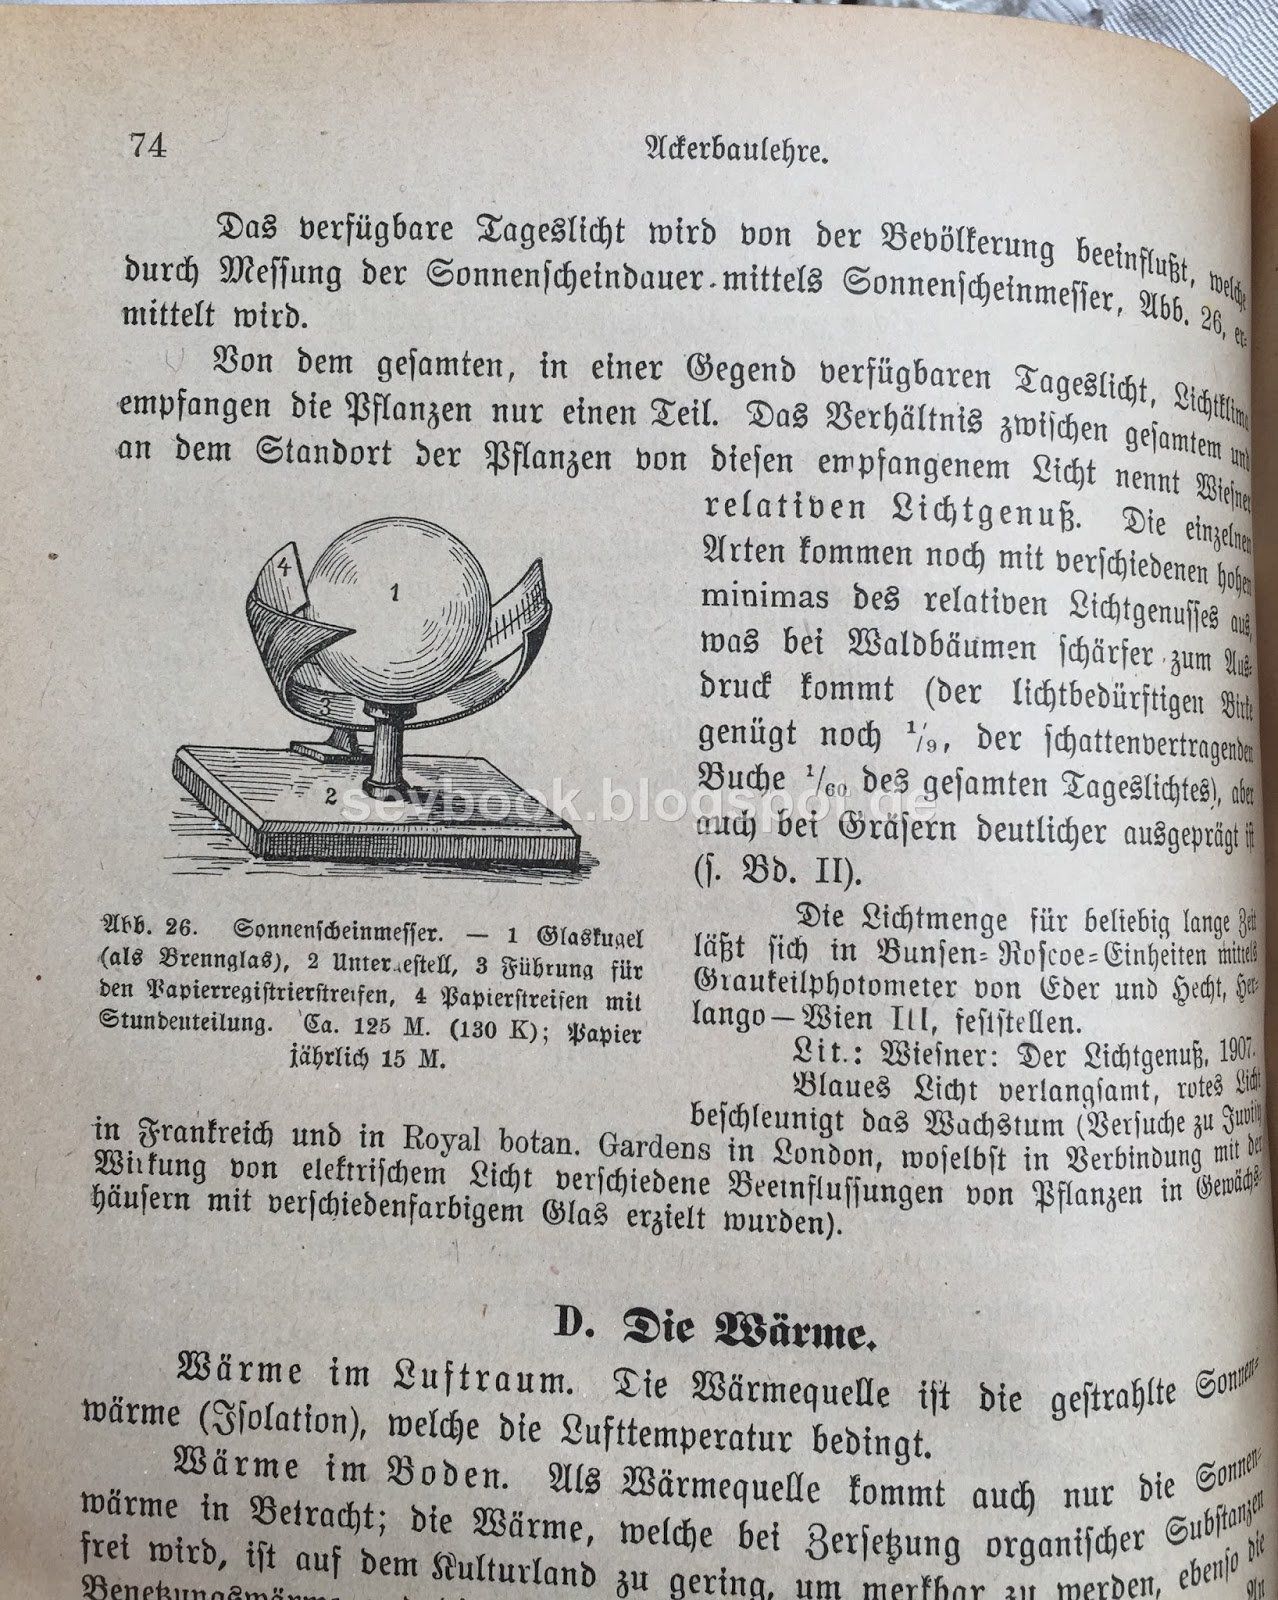 74 Ackerbaulehre.
Das verfügbare Tageslicht wird von der Bevölkerung beeinflußt, welche
durch Messung der Sonnenscheindauer mittels Sonnenscheinmesser, Abb. 26, er-
mittelt wird.
Von dem gesamten, in einer Gegend verfügbaren Tageslicht, Lichtklima
empfangen die Pflanzen nur einen Teil. Das Verhältnis zwischen gesamtem und
an dem Standort der Pflanzen von diesen empfangenem Licht nennt Wiesner
relativen Lichtgenuß. Die einzelnen
Arten kommen noch mit verschiedenen hohen
minimas des relativen Lichtgenusses aus,
was bei Waldbäumen schärfer zum Aus-
druck kommt (der lichtbedürftigen Birke
genügt noch 1/9, der schattenvertragenden
Buche 1/60 des gesamten Tageslichtes), aber
auch bei Gräsern deutlicher ausgeprägt ist
(s. Bd. II).
4
1
3
2
seybook.blogspot.de
Abb. 26. Sonnenscheinmesser. — 1 Glaskugel
(als Brennglas), 2 Untergestell, 3 Führung für
den Papierregistrierstreifen, 4 Papierstreifen mit
Stundenteilung. Ca. 125 M. (130 K); Papier
jährlich 15 M.
Die Lichtmenge für beliebig lange Zeit
läßt sich in Bunsen-Roscoe-Einheiten mittels
Graukeilphotometer von Eder und Hecht, Her-
lango—Wien III, feststellen.
Lit.: Wiesner: Der Lichtgenuß, 1907.
Blaues Licht verlangsamt, rotes Licht
beschleunigt das Wachstum (Versuche zu
in Frankreich und in Royal botan. Gardens in London, woselbst in Verbindung mit der
Wirkung von elektrischem Licht verschiedene Beeinflussungen von Pflanzen in Gewächs-
häusern mit verschiedenfarbigem Glas erzielt wurden).
D. Die Wärme.
Wärme im Luftraum. Die Wärmequelle ist die gestrahlte Sonnen-
wärme (Isolation), welche die Lufttemperatur bedingt.
Wärme im Boden. Als Wärmequelle kommt auch nur die Sonnen-
wärme in Betracht; die Wärme, welche bei Zersetzung organischer Substanzen
frei wird, ist auf dem Kulturland zu gering, um merkbar zu werden, ebenso die
Benetzungswärme